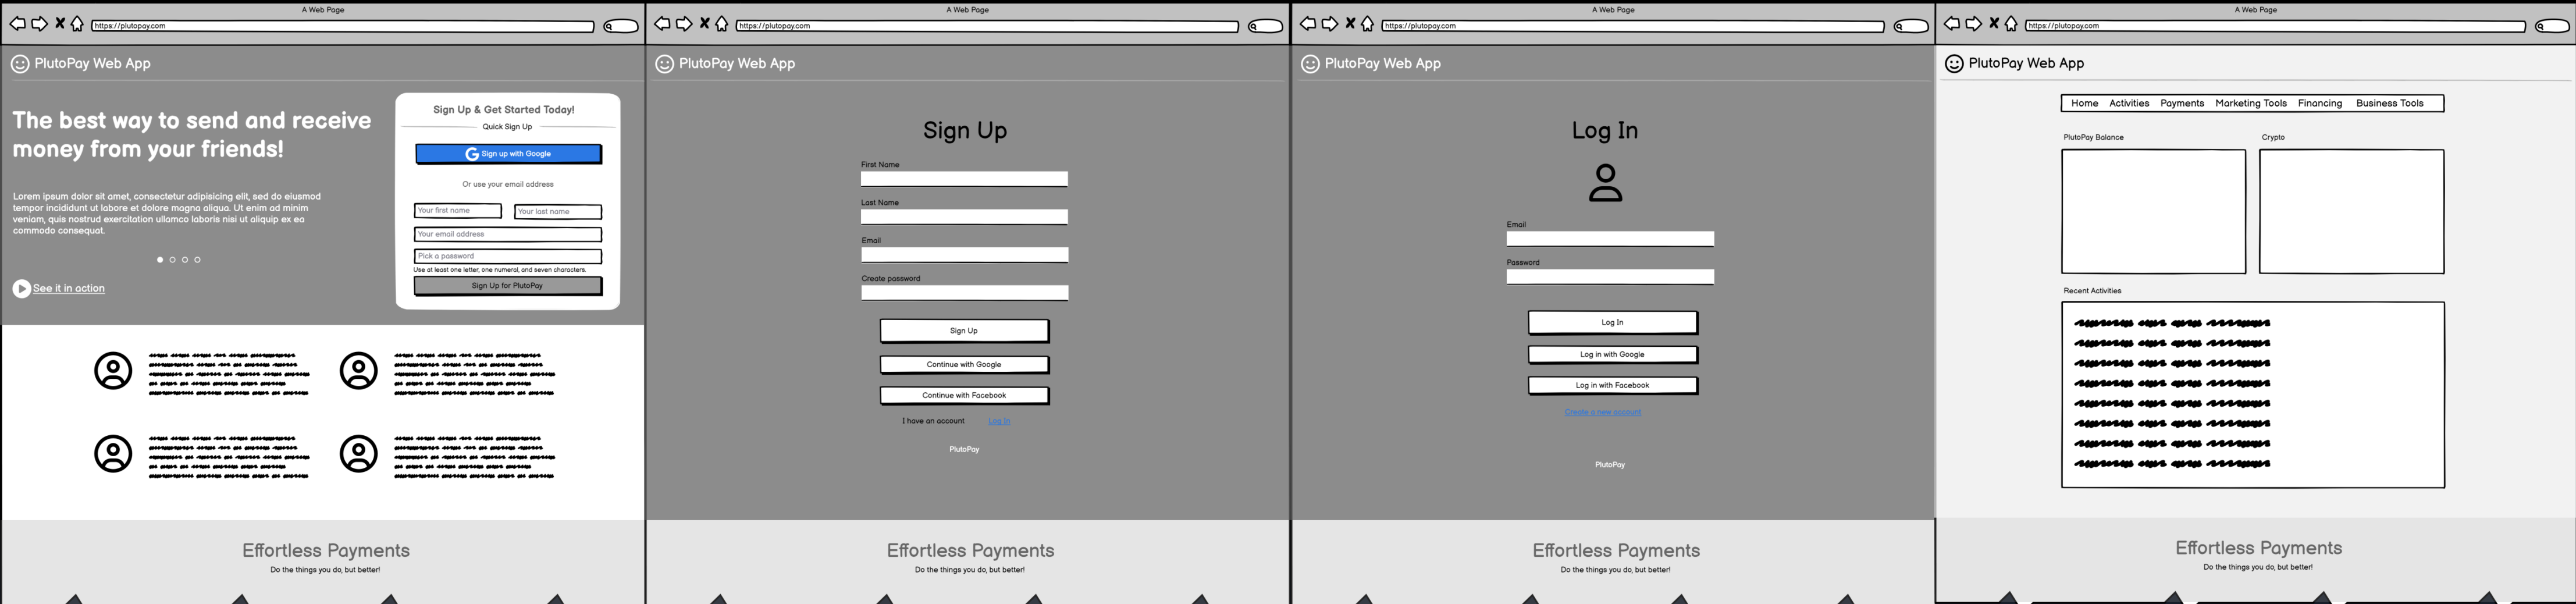 A Web Page
https://plutopay.com
PlutoPay Web App
The best way to send and receive
money from your friends!
Lorem ipsum dolor sit amet, consectetur adipisicing elit, sed do eiusmod
tempor incididunt ut labore et dolore magna aliqua. Ut enim ad minim
veniam, quis nostrud exercitation ullamco laboris nisi ut aliquip ex ea
commodo consequat.
See it in action
Sign Up & Get Started Today!
Quick Sign Up
G Sign up with Google
Or use your email address
Your first name
Your last name
Your email address
Pick a password
Use at least one letter, one numeral, and seven characters.
Sign Up for PlutoPay
Effortless Payments
Do the things you do, but better!
A Web Page
https://plutopay.com
PlutoPay Web App
Sign Up
First Name
Last Name
Email
Create password
Sign Up
Continue with Google
Continue with Facebook
I have an account Log In
PlutoPay
Effortless Payments
Do the things you do, but better!
A Web Page
https://plutopay.com
PlutoPay Web App
Log In
Email
Password
Log In
Log in with Google
Log in with Facebook
Create a new account
PlutoPay
Effortless Payments
Do the things you do, but better!
A Web Page
https://plutopay.com
PlutoPay Web App
Home Activities Payments Marketing Tools Financing Business Tools
PlutoPay Balance
Crypto
Recent Activities
Effortless Payments
Do the things you do, but better!